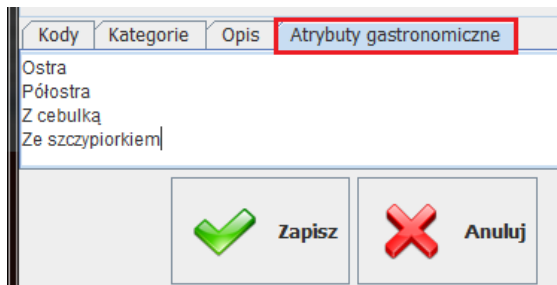 Kody Kategorie Opis Atrybuty gastronomiczne
Ostra
Półostra
Z cebulką
Ze szczypiorkiem
Zapisz Anuluj